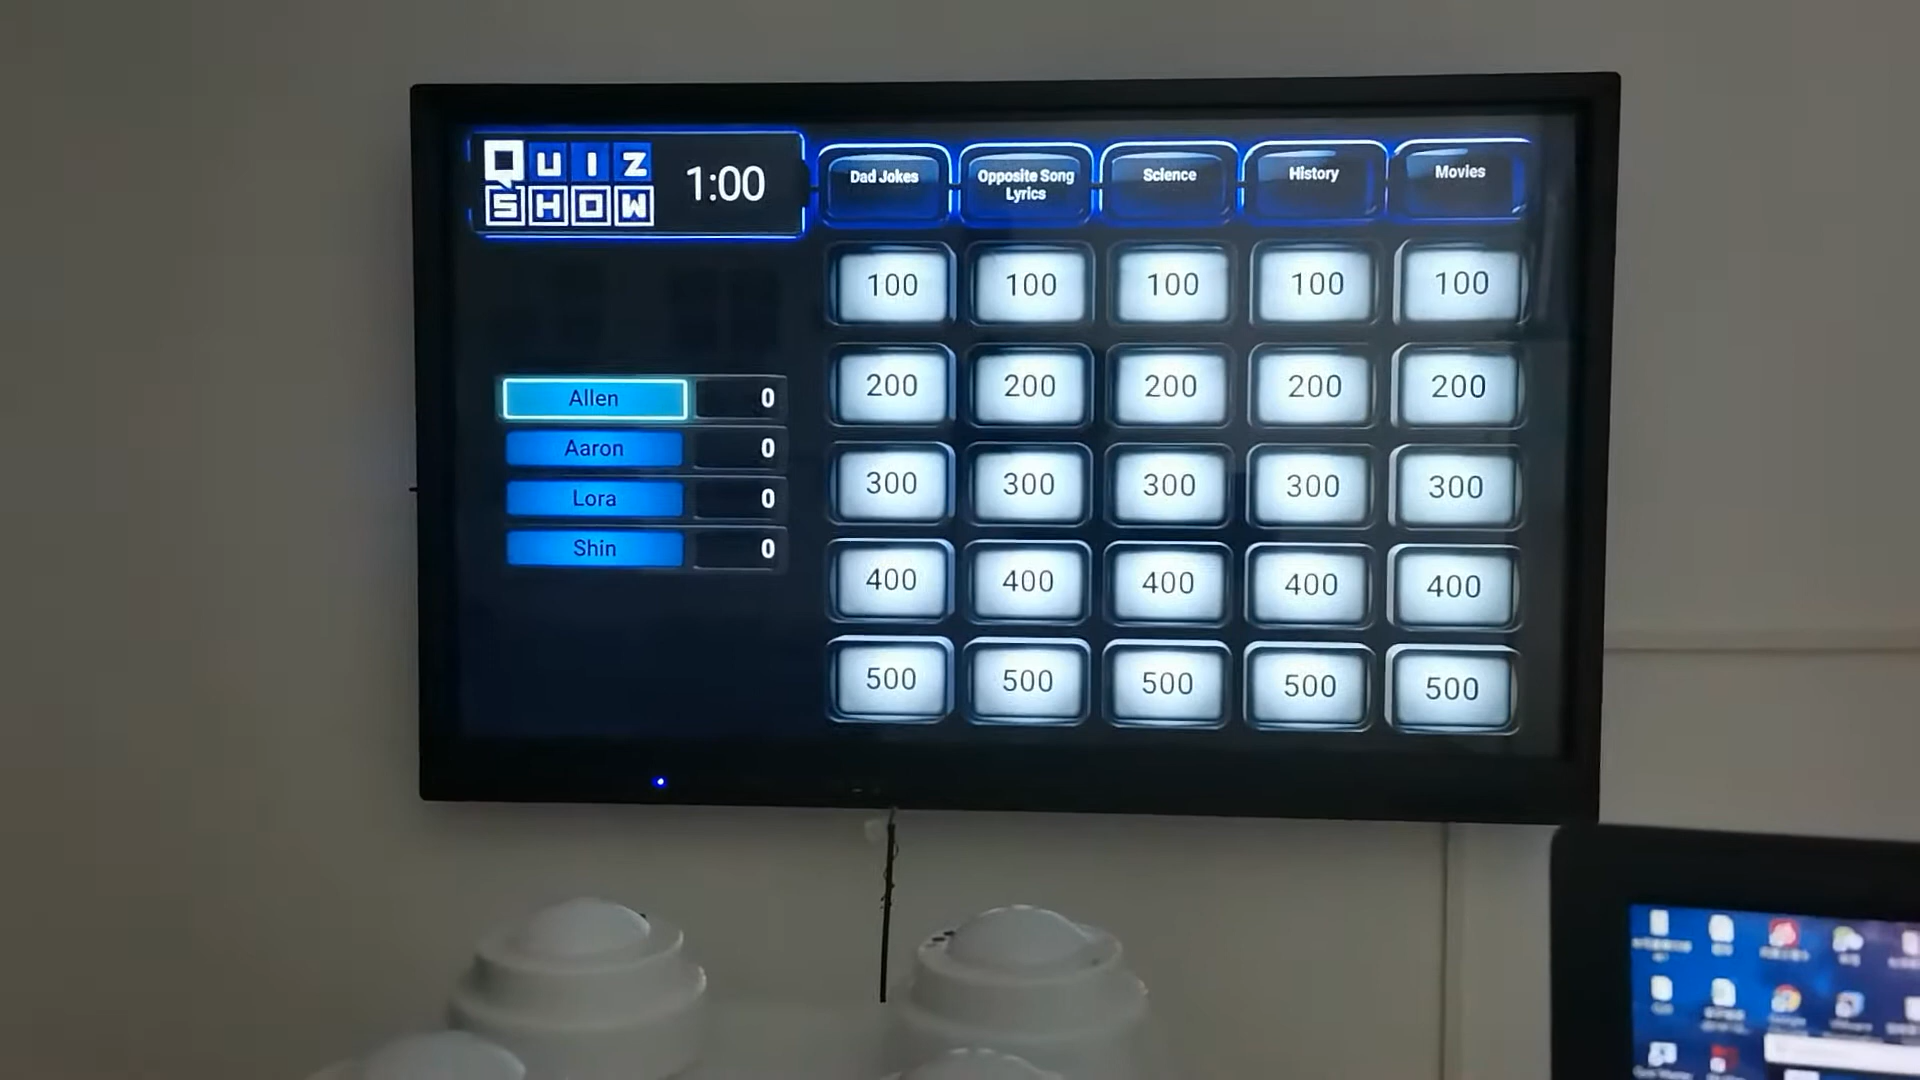 QUIZ
SHOW
1:00
Dad Jokes
Opposite Song
Lyrics
Science
History
Movies
100 100 100 100 100
200 200 200 200 200
300 300 300 300 300
400 400 400 400 400
500 500 500 500 500
Allen 0
Aaron 0
Lora 0
Shin 0